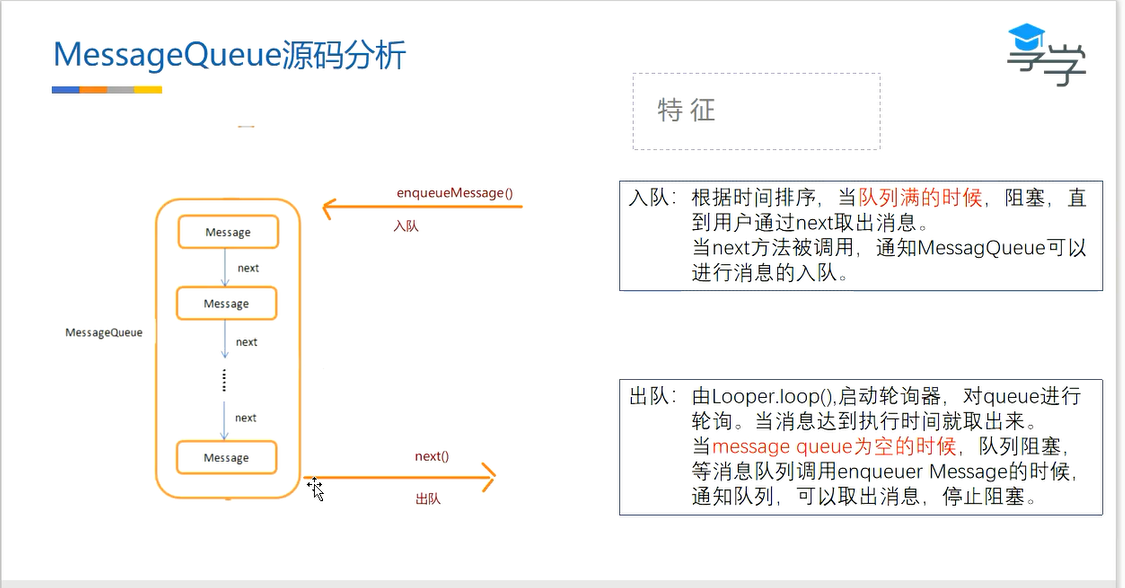 MessageQueue源码分析
享学
特 征
enqueueMessage()
入队
Message
next
Message
MessageQueue
next
next
Message
next()
出队
入队： 根据时间排序，当队列满的时候，阻塞，直
到用户通过next取出消息。
当next方法被调用，通知MessagQueue可以
进行消息的入队。
出队： 由Looper.loop(),启动轮询器，对queue进行
轮询。当消息达到执行时间就取出来。
当message queue为空的时候，队列阻塞，
等消息队列调用enqueuer Message的时候，
通知队列，可以取出消息，停止阻塞。